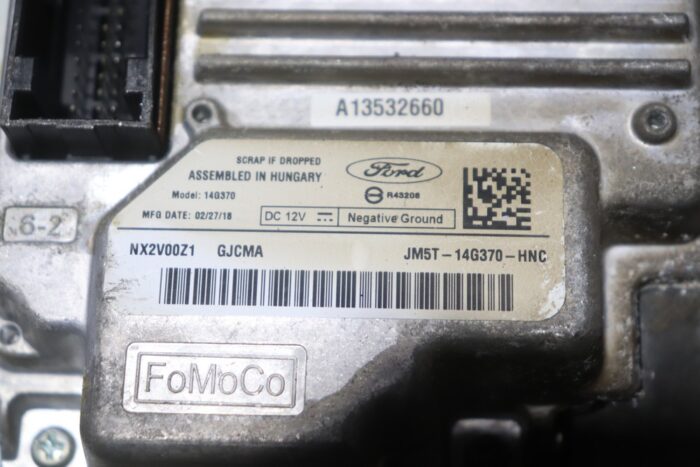 A13532660
SCRAP IF DROPPED
ASSEMBLED IN HUNGARY
Ford
Model: 14G370
R43208
MFG DATE: 02/27/18
DC 12V
Negative Ground
6-2
NX2V00Z1 GJCMA JM5T-14G370-HNC
FoMoCo